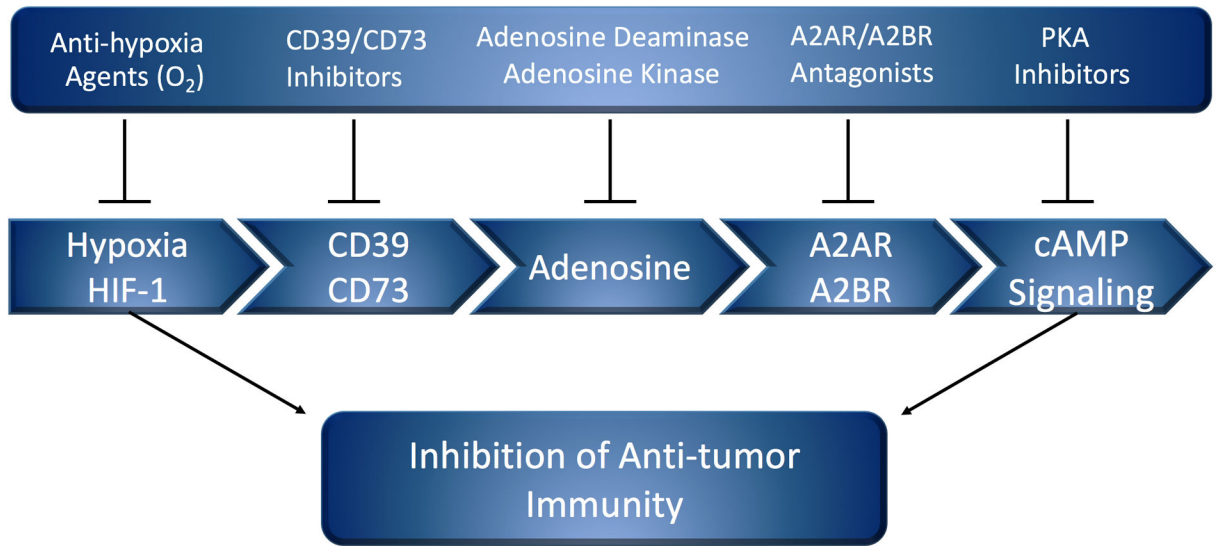 Anti-hypoxia
Agents (O₂)
CD39/CD73
Inhibitors
Adenosine Deaminase
Adenosine Kinase
A2AR/A2BR
Antagonists
PKA
Inhibitors
Hypoxia
HIF-1
CD39
CD73
Adenosine
A2AR
A2BR
cAMP
Signaling
Inhibition of Anti-tumor
Immunity